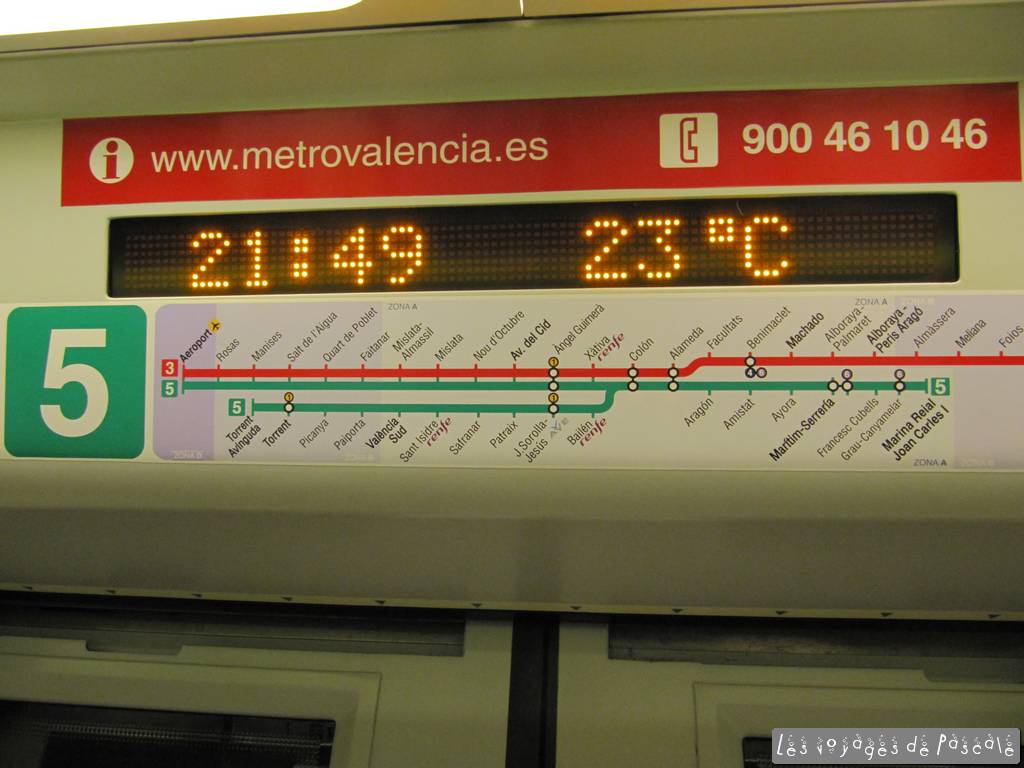 i www.metrovalencia.es 900 46 10 46
21:49 23 ºC
5
ZONA A ZONA A ZONA B
3 Aeroport Rosas Manises Salt de l'Aigua Quart de Poblet Faitanar Mislata-Almassil Mislata Nou d'Octubre Av. del Cid Àngel Guimerà Xàtiva renfe Colón Alameda Facultats Benimaclet Machado Alboraya-Palmaret Alboraya-Peris Aragó Almàssera Meliana Foios
5 5
5 Torrent Avinguda Torrent Picanya Paiporta València Sud Sant Isidre renfe Safranar Patraix J.Sorolla-Jesús AVE Bailén renfe Aragón Amistat Ayora Marítim-Serrería Francesc Cubells Grau-Canyamelar Marina Reial Joan Carles I
ZONA A
Les voyages de Pascale